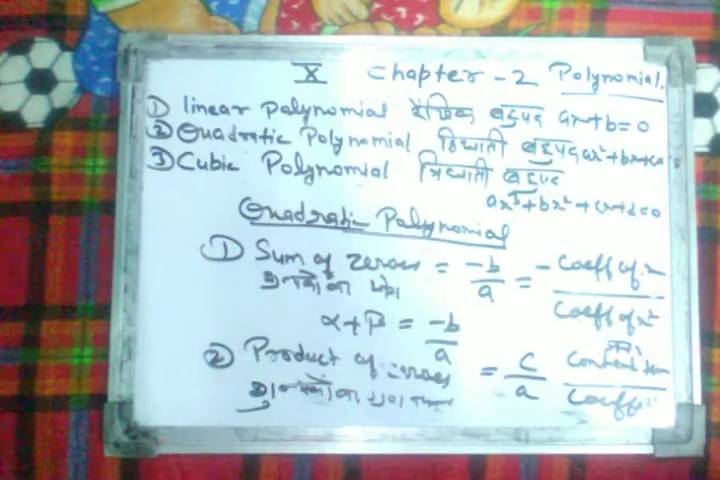 X Chapter - 2 Polynomial.
① linear Polynomial रेखिक बहुपद ax+b=0
② Quadratic Polynomial द्विघाती बहुपद ax²+bx+c=0
③ Cubic Polynomial त्रिघाती बहुपद
ax³+bx²+cx+d=0
Quadratic Polynomial
① Sum of zeroes = -b/a = -coeff of x / coeff of x²
α+β = -b/a
② Product of zeroes = c/a